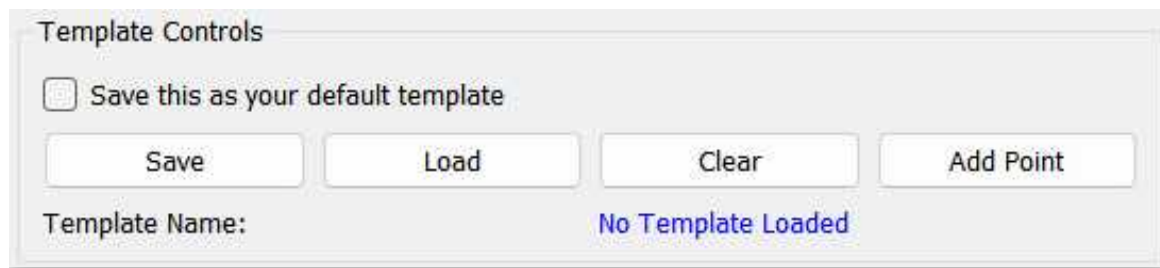 Template Controls
Save this as your default template
Save Load Clear Add Point
Template Name: No Template Loaded